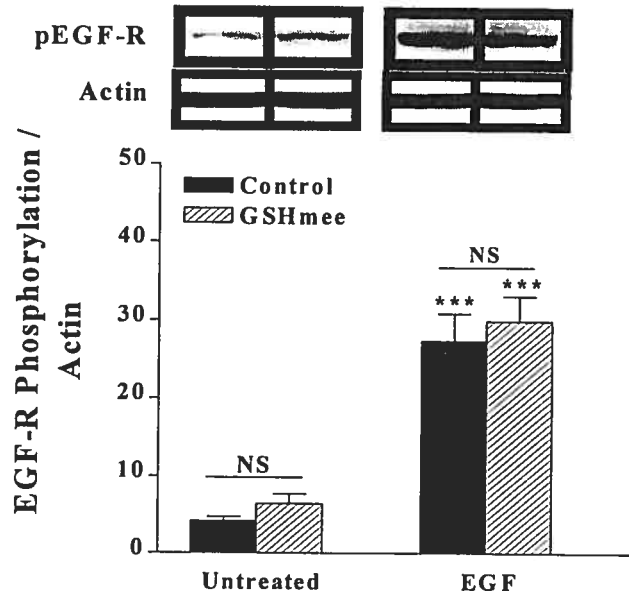 pEGF-R
Actin
EGF-R Phosphorylation /
Actin
50
40
30
20
10
0
Control
GSHmee
NS
NS
***
***
Untreated
EGF